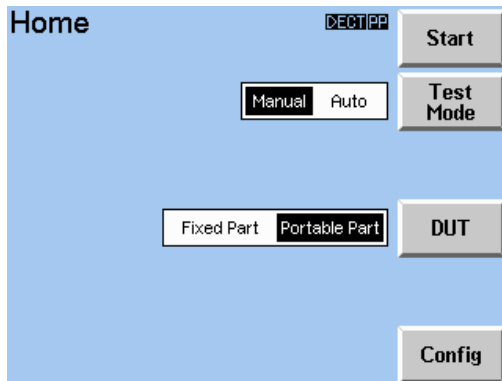 Home DECT PP
Start
Manual Auto
Test
Mode
Fixed Part Portable Part
DUT
Config